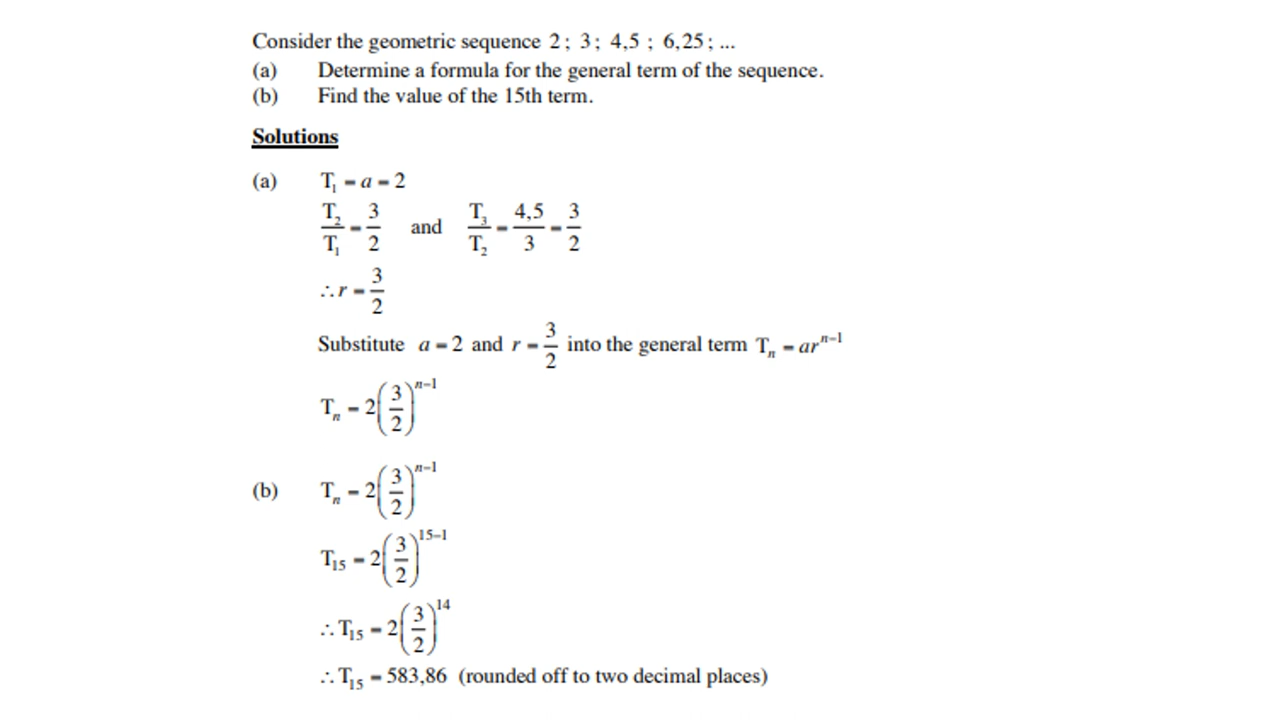 Consider the geometric sequence 2 ; 3 ; 4,5 ; 6,25 ; ...
(a) Determine a formula for the general term of the sequence.
(b) Find the value of the 15th term.
Solutions
(a) T₁ = a = 2
T₂/T₁ = 3/2 and T₃/T₂ = 4,5/3 = 3/2
∴ r = 3/2
Substitute a = 2 and r = 3/2 into the general term Tₙ = arⁿ⁻¹
Tₙ = 2(3/2)ⁿ⁻¹
(b) Tₙ = 2(3/2)ⁿ⁻¹
T₁₅ = 2(3/2)¹⁵⁻¹
∴ T₁₅ = 2(3/2)¹⁴
∴ T₁₅ = 583,86 (rounded off to two decimal places)